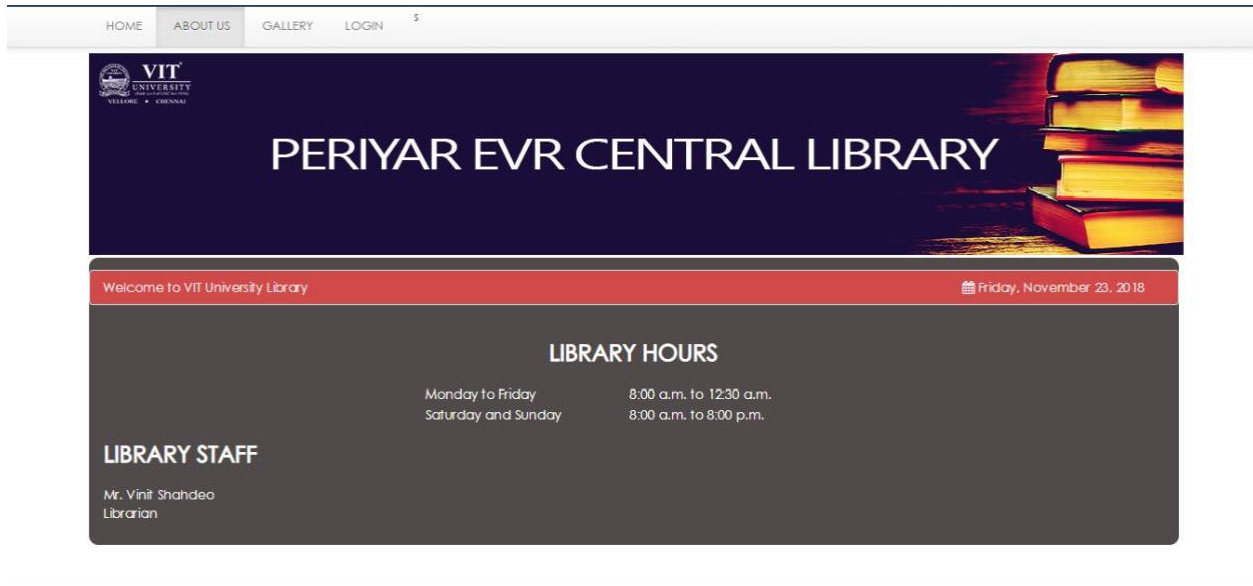 HOME ABOUT US GALLERY LOGIN s
VIT
UNIVERSITY
VELLORE • CHENNAI
PERIYAR EVR CENTRAL LIBRARY
Welcome to VIT University Library Friday, November 23, 2018
LIBRARY HOURS
Monday to Friday 8:00 a.m. to 12:30 a.m.
Saturday and Sunday 8:00 a.m. to 8:00 p.m.
LIBRARY STAFF
Mr. Vinit Shahdeo
Librarian